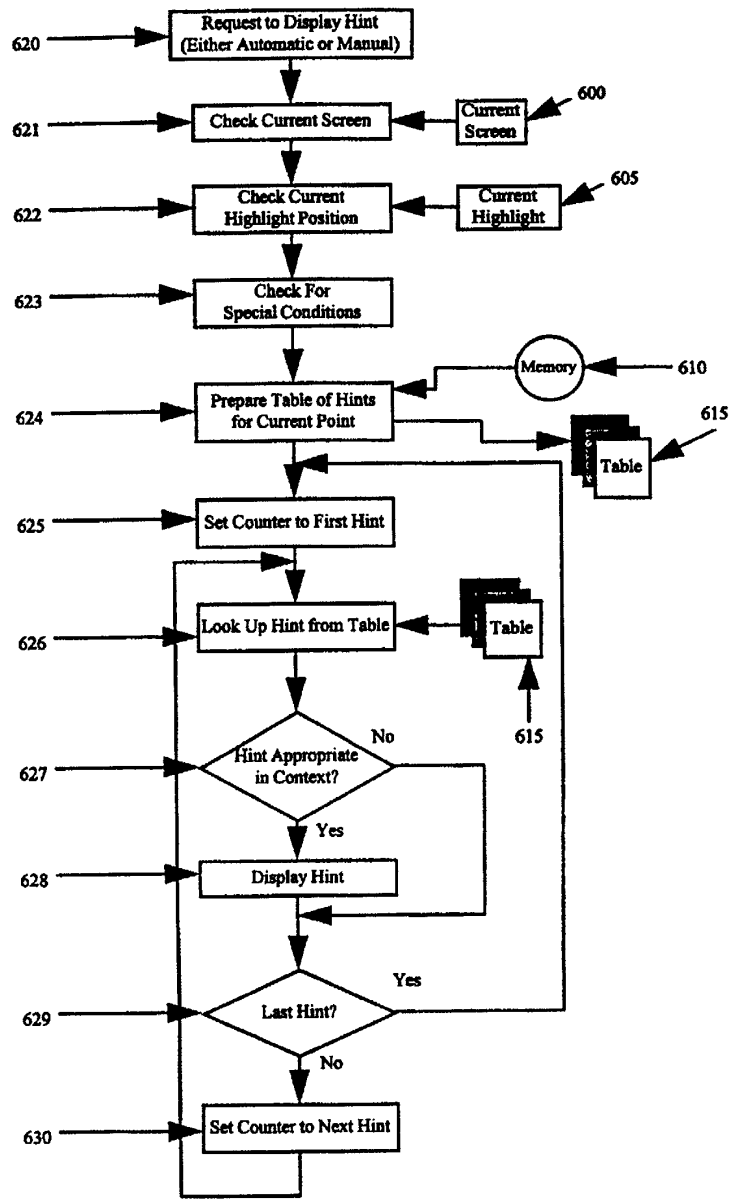 620
Request to Display Hint
(Either Automatic or Manual)
600
621
Check Current Screen
Current
Screen
605
622
Check Current
Highlight Position
Current
Highlight
623
Check For
Special Conditions
Memory
610
624
Prepare Table of Hints
for Current Point
615
Table
625
Set Counter to First Hint
626
Look Up Hint from Table
Table
615
No
627
Hint Appropriate
in Context?
Yes
628
Display Hint
Yes
629
Last Hint?
No
630
Set Counter to Next Hint